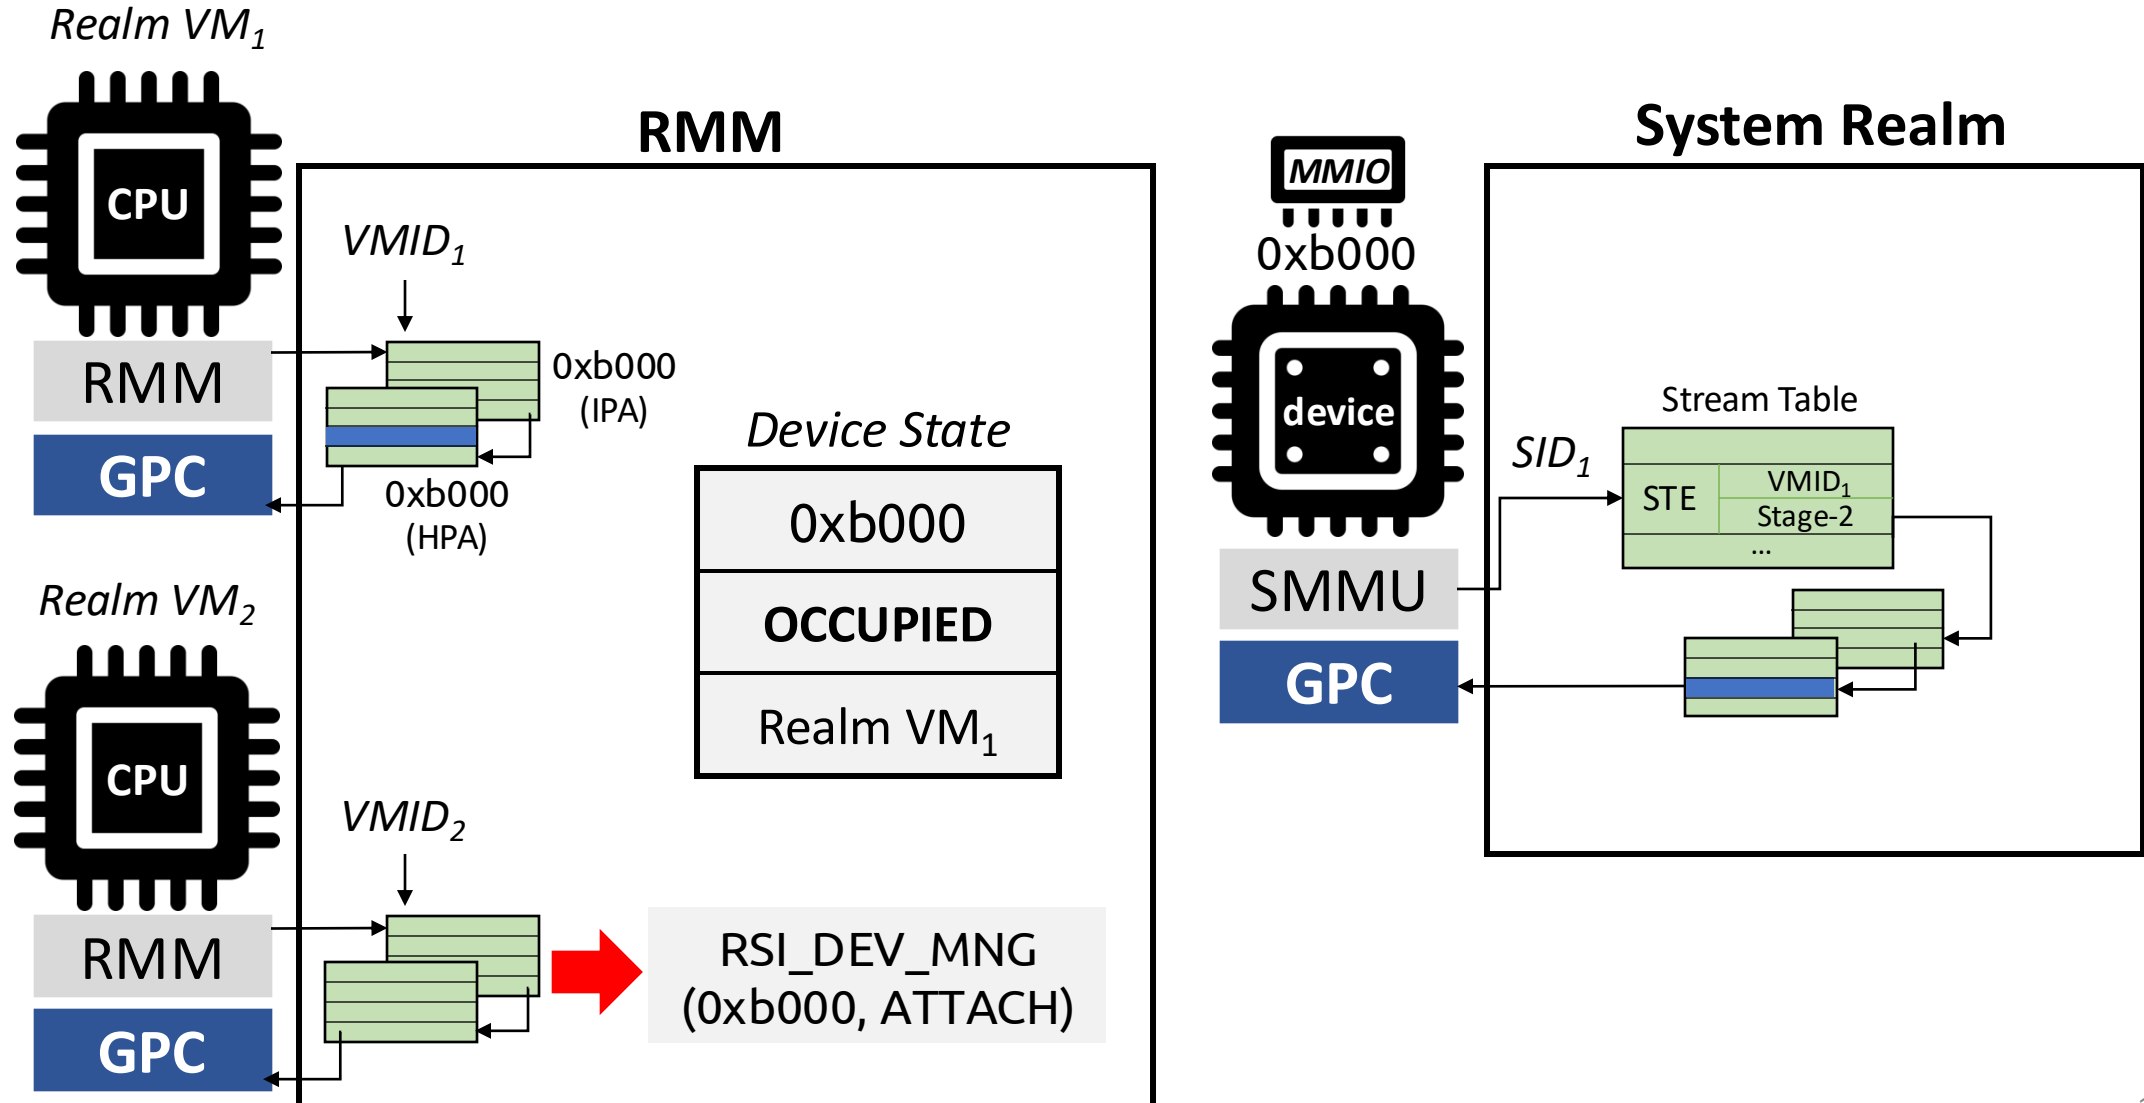 Realm VM1
CPU
RMM
GPC
Realm VM2
CPU
RMM
GPC
RMM
VMID1
0xb000
(IPA)
0xb000
(HPA)
Device State
0xb000
OCCUPIED
Realm VM1
VMID2
RSI_DEV_MNG
(0xb000, ATTACH)
MMIO
0xb000
device
SMMU
GPC
System Realm
Stream Table
SID1
STE
VMID1
Stage-2
...